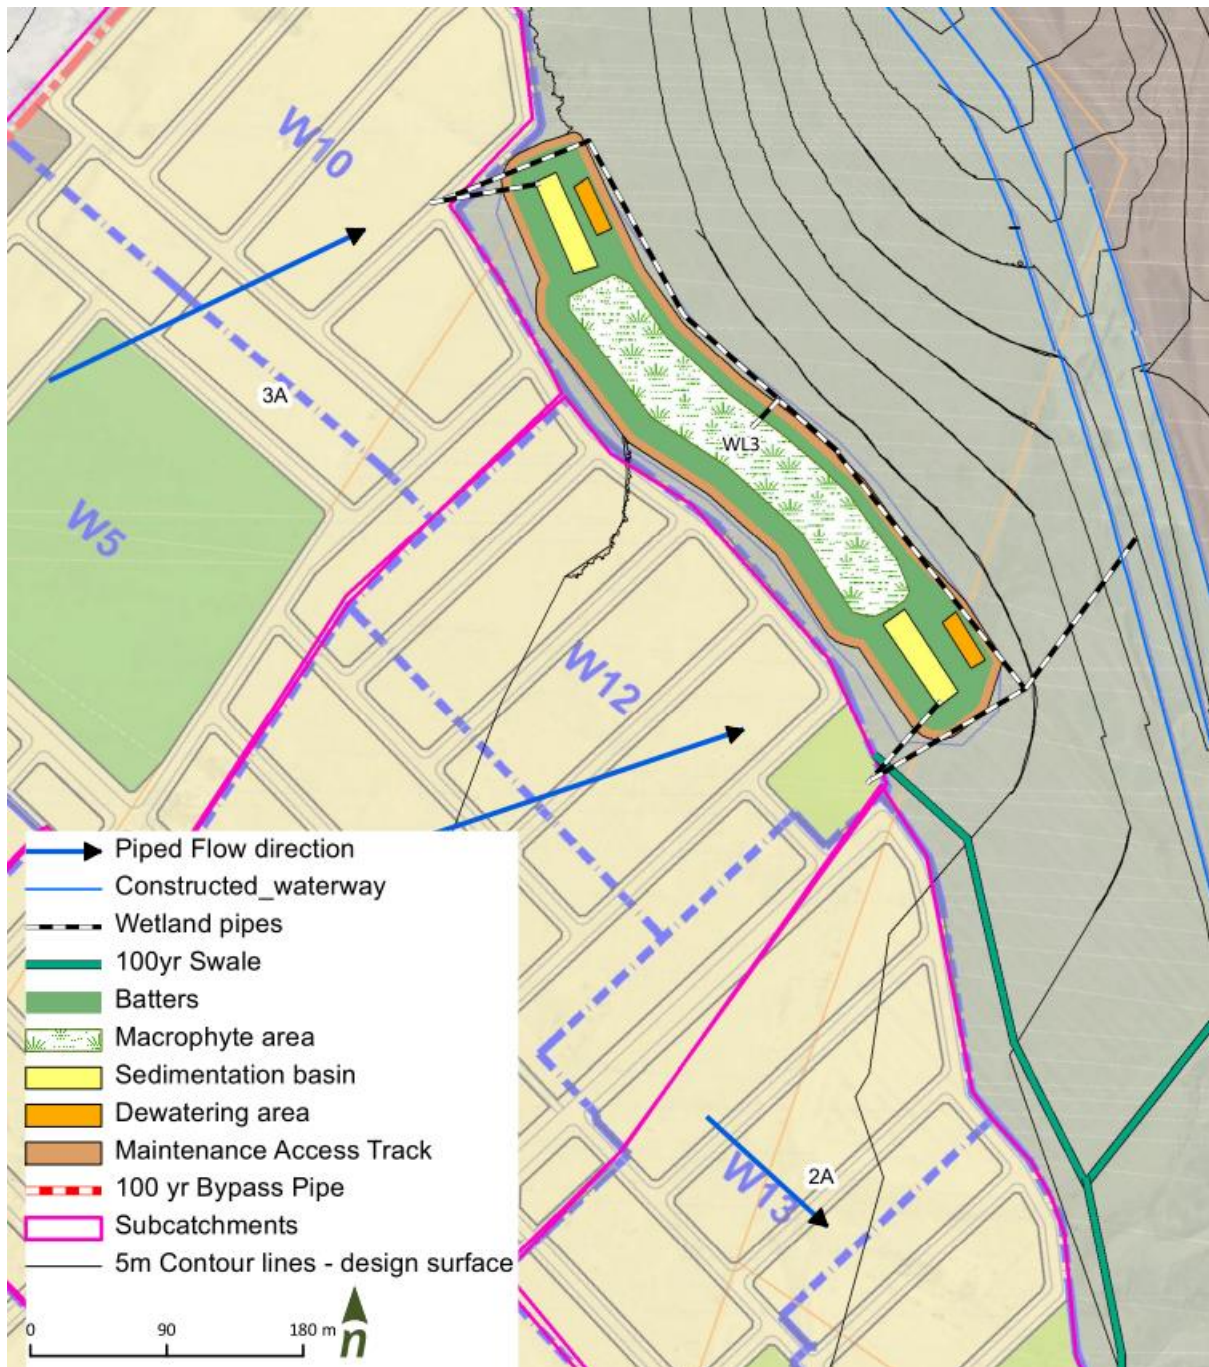 W10
3A
W5
WL3
W12
W13
2A
Piped Flow direction
Constructed_waterway
Wetland pipes
100yr Swale
Batters
Macrophyte area
Sedimentation basin
Dewatering area
Maintenance Access Track
100 yr Bypass Pipe
Subcatchments
5m Contour lines - design surface
0 90 180 m
n